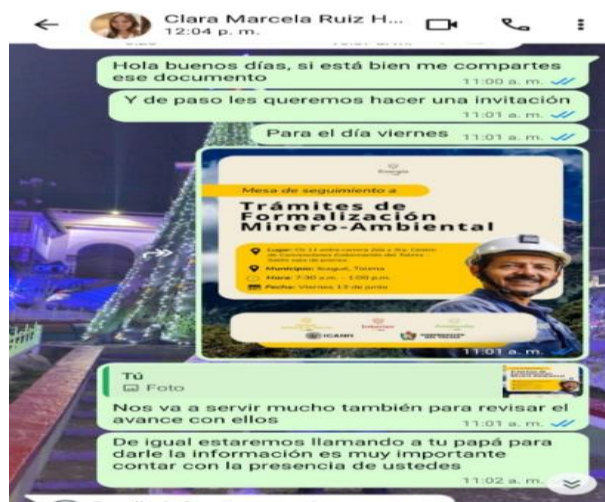 Clara Marcela Ruiz H...
12:04 p. m.
Hola buenos días, si está bien me compartes
ese documento
11:00 a. m.
Y de paso les queremos hacer una invitación
11:01 a. m.
Para el día viernes 11:01 a. m.
Energía
Mesa de seguimiento a
Trámites de
Formalización
Minero-Ambiental
Lugar:
Municipio: Ibagué, Tolima
Hora: 7:30 a.m. - 1:00 p.m.
Fecha: Viernes 13 de junio
Ambiente
11:01 a. m.
Tú
Foto
Nos va a servir mucho también para revisar el
avance con ellos
11:01 a. m.
De igual estaremos llamando a tu papá para
darle la información es muy importante
contar con la presencia de ustedes
11:02 a. m.